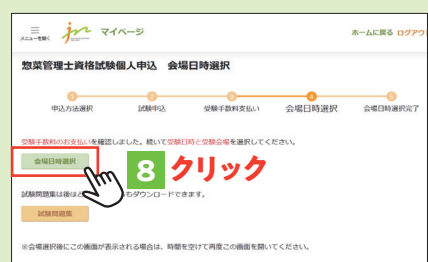 メニューを開く
マイページ
ホームに戻る ログアウ
惣菜管理士資格試験個人申込 会場日時選択
申込方法選択 試験申込 受験手数料支払い 会場日時選択 会場日時選択完了
受験手数料のお支払いを確認しました。続いて受験日時と受験会場を選択してください。
会場日時選択
8 クリック
試験問題集は後ほど らもダウンロードできます。
試験問題集
※会場選択後にこの画面が表示される場合は、時間を空けて再度この画面を開いてください。